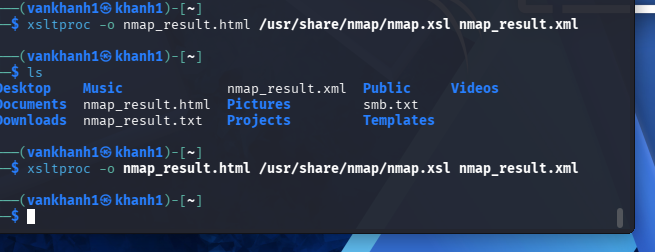 ──(vankhanh1㉿khanh1)-[~]
─$ xsltproc -o nmap_result.html /usr/share/nmap/nmap.xsl nmap_result.xml
──(vankhanh1㉿khanh1)-[~]
─$ ls
Desktop Music nmap_result.xml Public Videos
Documents nmap_result.html Pictures smb.txt
Downloads nmap_result.txt Projects Templates
──(vankhanh1㉿khanh1)-[~]
─$ xsltproc -o nmap_result.html /usr/share/nmap/nmap.xsl nmap_result.xml
──(vankhanh1㉿khanh1)-[~]
─$